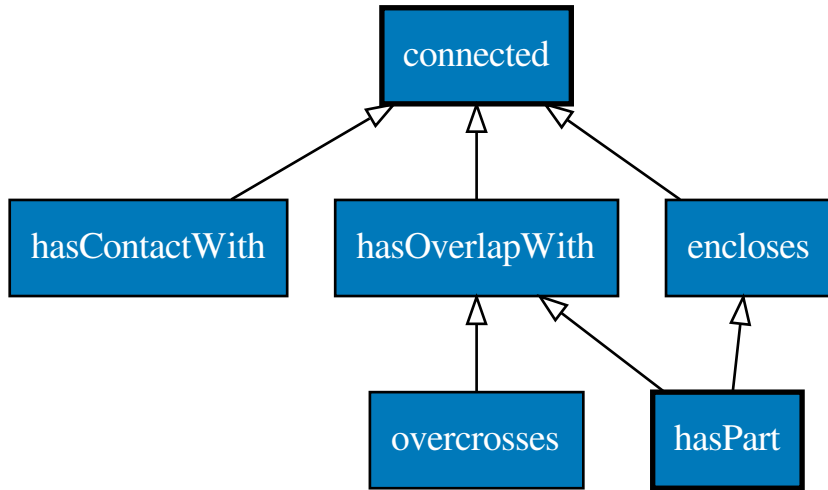 connected
hasContactWith
hasOverlapWith
encloses
overcrosses
hasPart